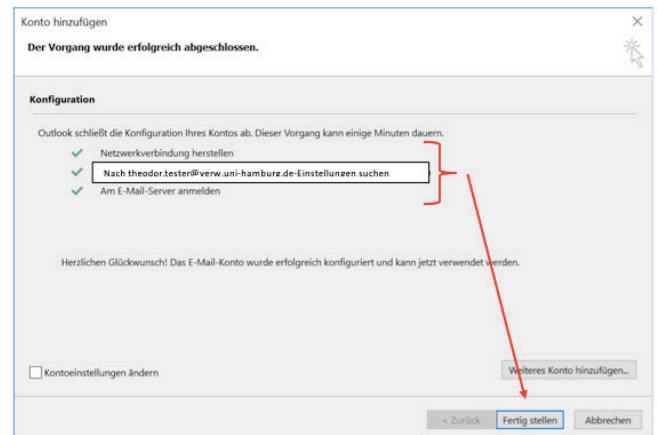 Konto hinzufügen
Der Vorgang wurde erfolgreich abgeschlossen.
Konfiguration
Outlook schließt die Konfiguration Ihres Kontos ab. Dieser Vorgang kann einige Minuten dauern.
Netzwerkverbindung herstellen
Nach theodor.tester@verw.uni-hamburg.de-Einstellungen suchen
Am E-Mail-Server anmelden
Herzlichen Glückwunsch! Das E-Mail-Konto wurde erfolgreich konfiguriert und kann jetzt verwendet werden.
Kontoeinstellungen ändern
Weiteres Konto hinzufügen...
< Zurück
Fertig stellen
Abbrechen